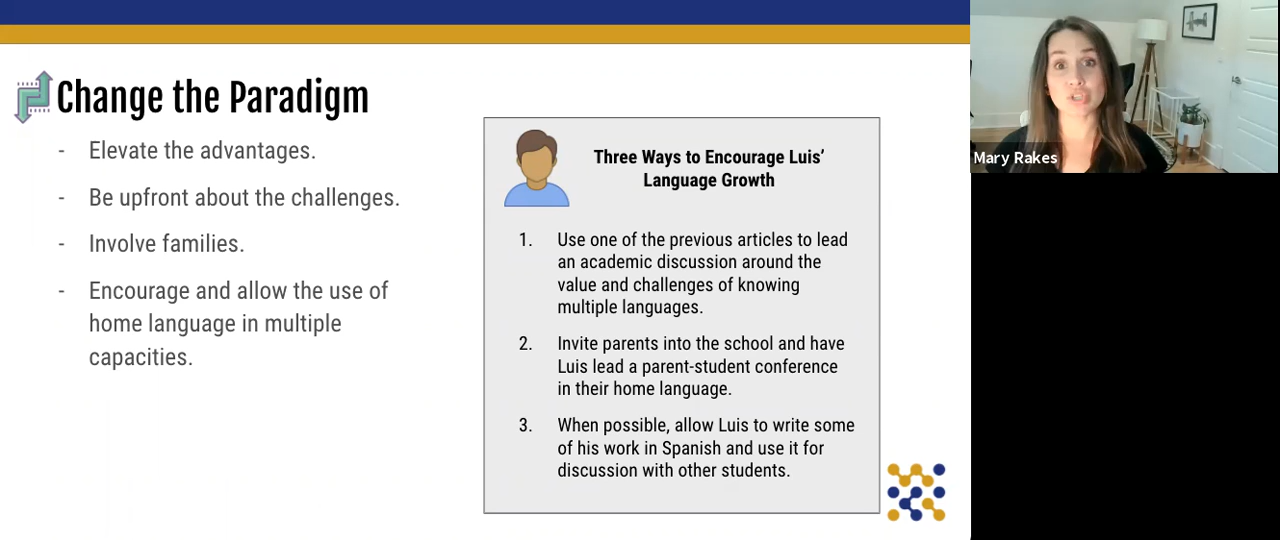 Change the Paradigm
- Elevate the advantages.
- Be upfront about the challenges.
- Involve families.
- Encourage and allow the use of
home language in multiple
capacities.
Three Ways to Encourage Luis’
Language Growth
1. Use one of the previous articles to lead
an academic discussion around the
value and challenges of knowing
multiple languages.
2. Invite parents into the school and have
Luis lead a parent-student conference
in their home language.
3. When possible, allow Luis to write some
of his work in Spanish and use it for
discussion with other students.
Mary Rakes